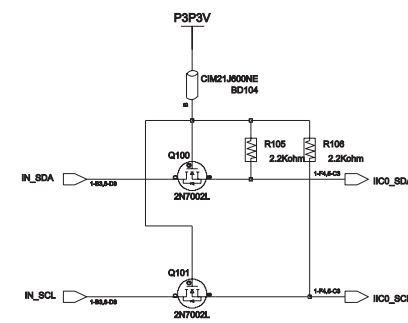 P3P3V
CIM21J600NE
BD104
Q100
R105
R106
2.2Kohm
2.2Kohm
IN_SDA
2N7002L
IIC0_SDA
Q101
IN_SCL
2N7002L
IIC0_SCL